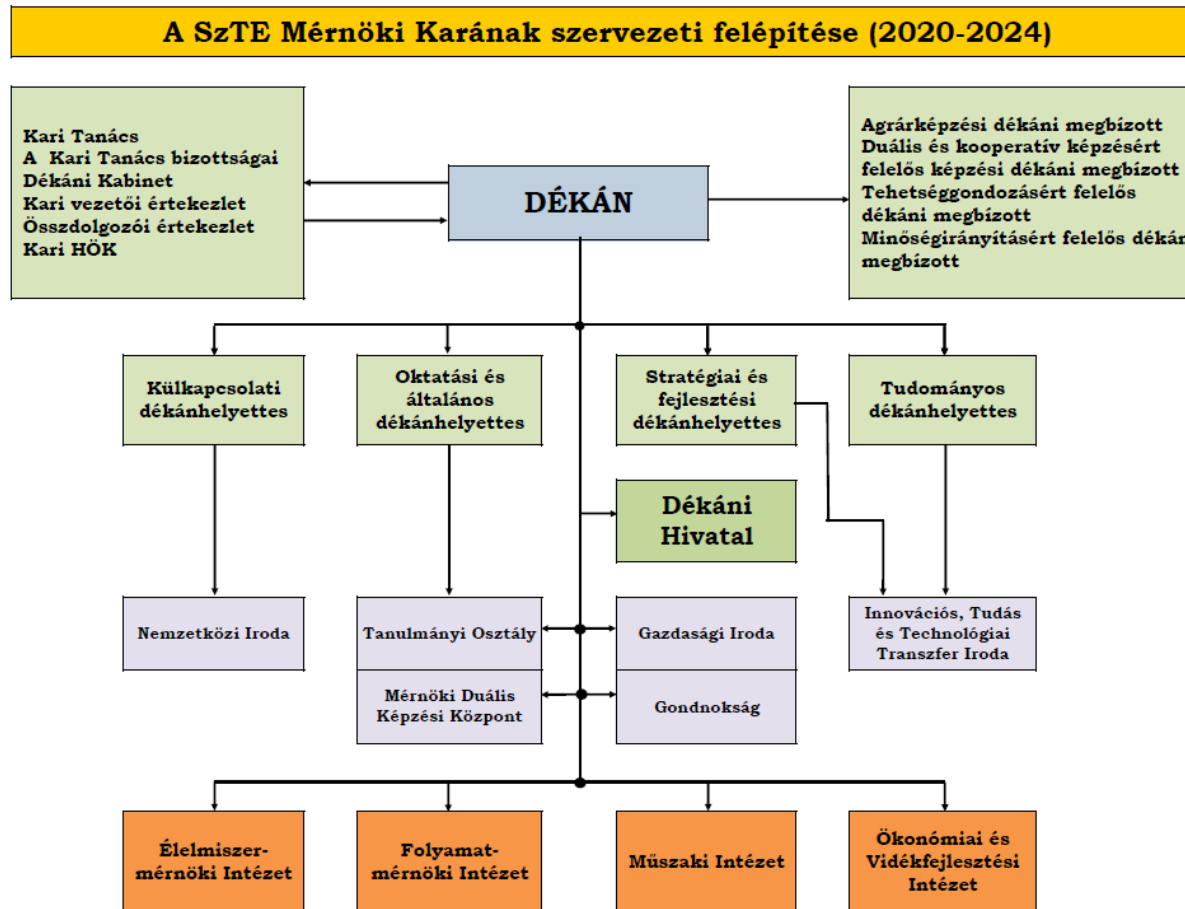 A SzTE Mérnöki Karának szervezeti felépítése (2020-2024)
Kari Tanács
A Kari Tanács bizottságai
Dékáni Kabinet
Kari vezetői értekezlet
Összdolgozói értekezlet
Kari HÖK
DÉKÁN
Agrárképzési dékáni megbízott
Duális és kooperatív képzésért
felelős képzési dékáni megbízott
Tehetséggondozásért felelős
dékáni megbízott
Minőségirányításért felelős dékán
megbízott
Külkapcsolati
dékánhelyettes
Oktatási és
általános
dékánhelyettes
Stratégiai és
fejlesztési
dékánhelyettes
Tudományos
dékánhelyettes
Dékáni
Hivatal
Nemzetközi Iroda
Tanulmányi Osztály
Gazdasági Iroda
Innovációs, Tudás
és Technológiai
Transzfer Iroda
Mérnöki Duális
Képzési Központ
Gondnokság
Élelmiszer-
mérnöki Intézet
Folyamat-
mérnöki Intézet
Műszaki Intézet
Ökonómiai és
Vidékfejlesztési
Intézet